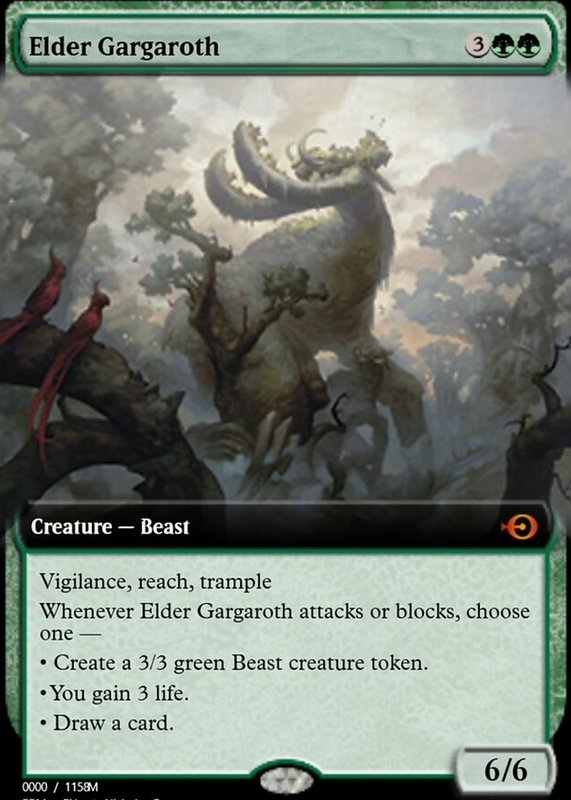 Elder Gargaroth 3
Creature — Beast
Vigilance, reach, trample
Whenever Elder Gargaroth attacks or blocks, choose
one —
• Create a 3/3 green Beast creature token.
• You gain 3 life.
• Draw a card.
6/6
0000 / 1158M